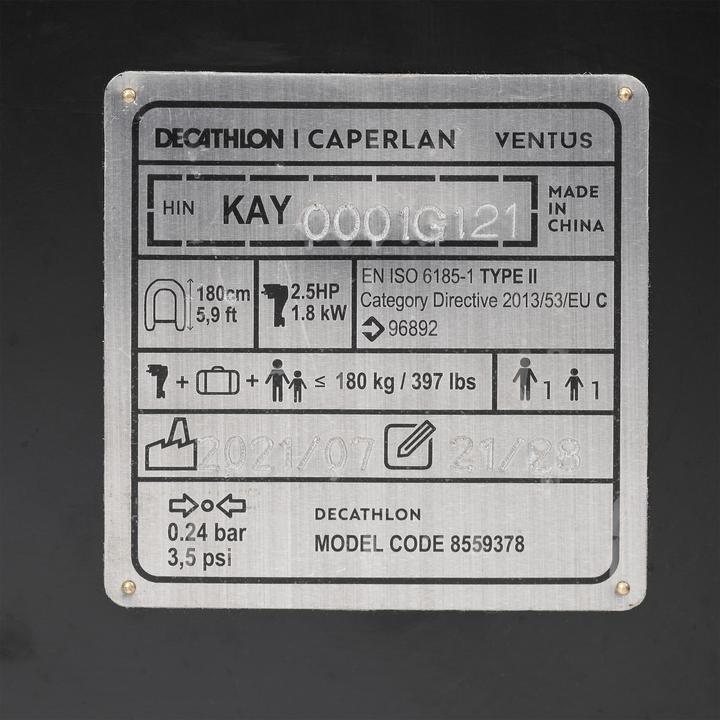 DECATHLON | CAPERLAN VENTUS
HIN KAY 0001G121
MADE
IN
CHINA
180cm
5,9 ft
2.5HP
1.8 kW
EN ISO 6185-1 TYPE II
Category Directive 2013/53/EU C
96892
+ + ≤ 180 kg / 397 lbs
1 1
2021/07 21/
0.24 bar
3,5 psi
DECATHLON
MODEL CODE 8559378